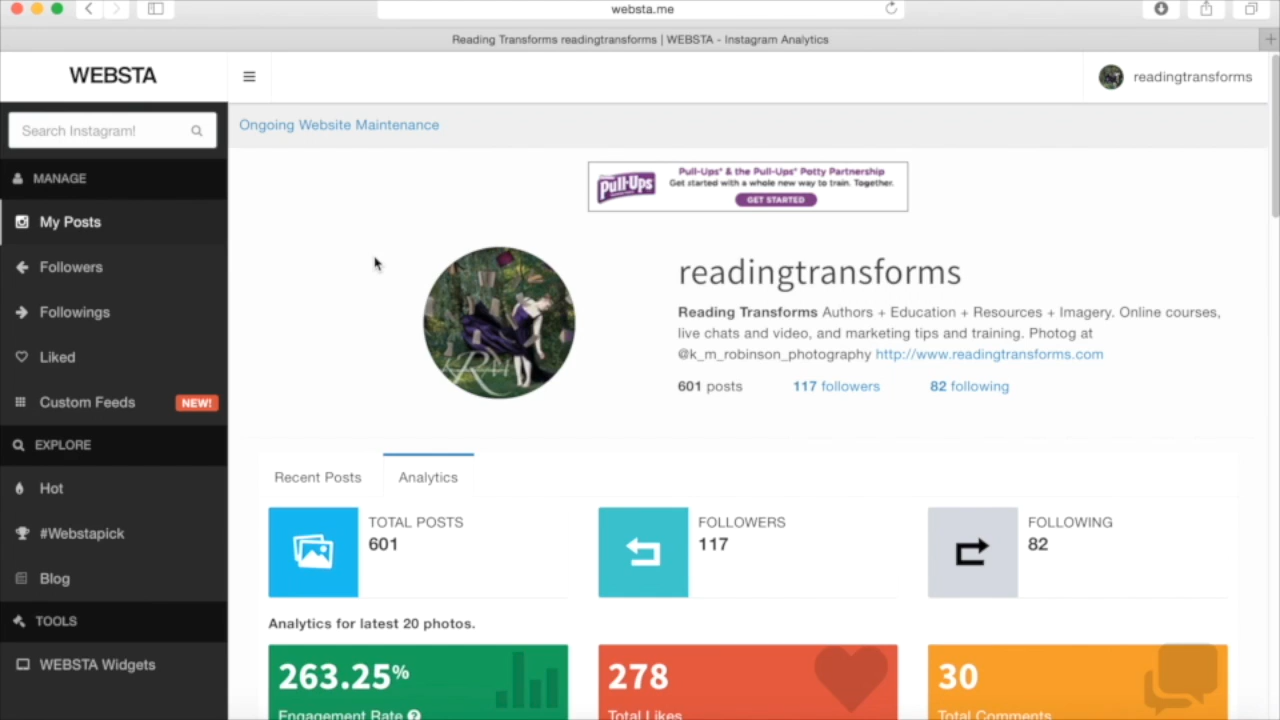 websta.me
Reading Transforms readingtransforms | WEBSTA - Instagram Analytics
WEBSTA
readingtransforms
Search Instagram!
Ongoing Website Maintenance
MANAGE
My Posts
Followers
Followings
Liked
Custom Feeds NEW!
EXPLORE
Hot
#Webstapick
Blog
TOOLS
WEBSTA Widgets
Pull-Ups
Pull-Ups® & the Pull-Ups® Potty Partnership
Get started with a whole new way to train. Together.
GET STARTED
KRM
readingtransforms
Reading Transforms Authors + Education + Resources + Imagery. Online courses,
live chats and video, and marketing tips and training. Photog at
@k_m_robinson_photography http://www.readingtransforms.com
601 posts 117 followers 82 following
Recent Posts Analytics
TOTAL POSTS
601
FOLLOWERS
117
FOLLOWING
82
Analytics for latest 20 photos.
263.25%
Engagement Rate ?
278
Total Likes
30
Total Comments